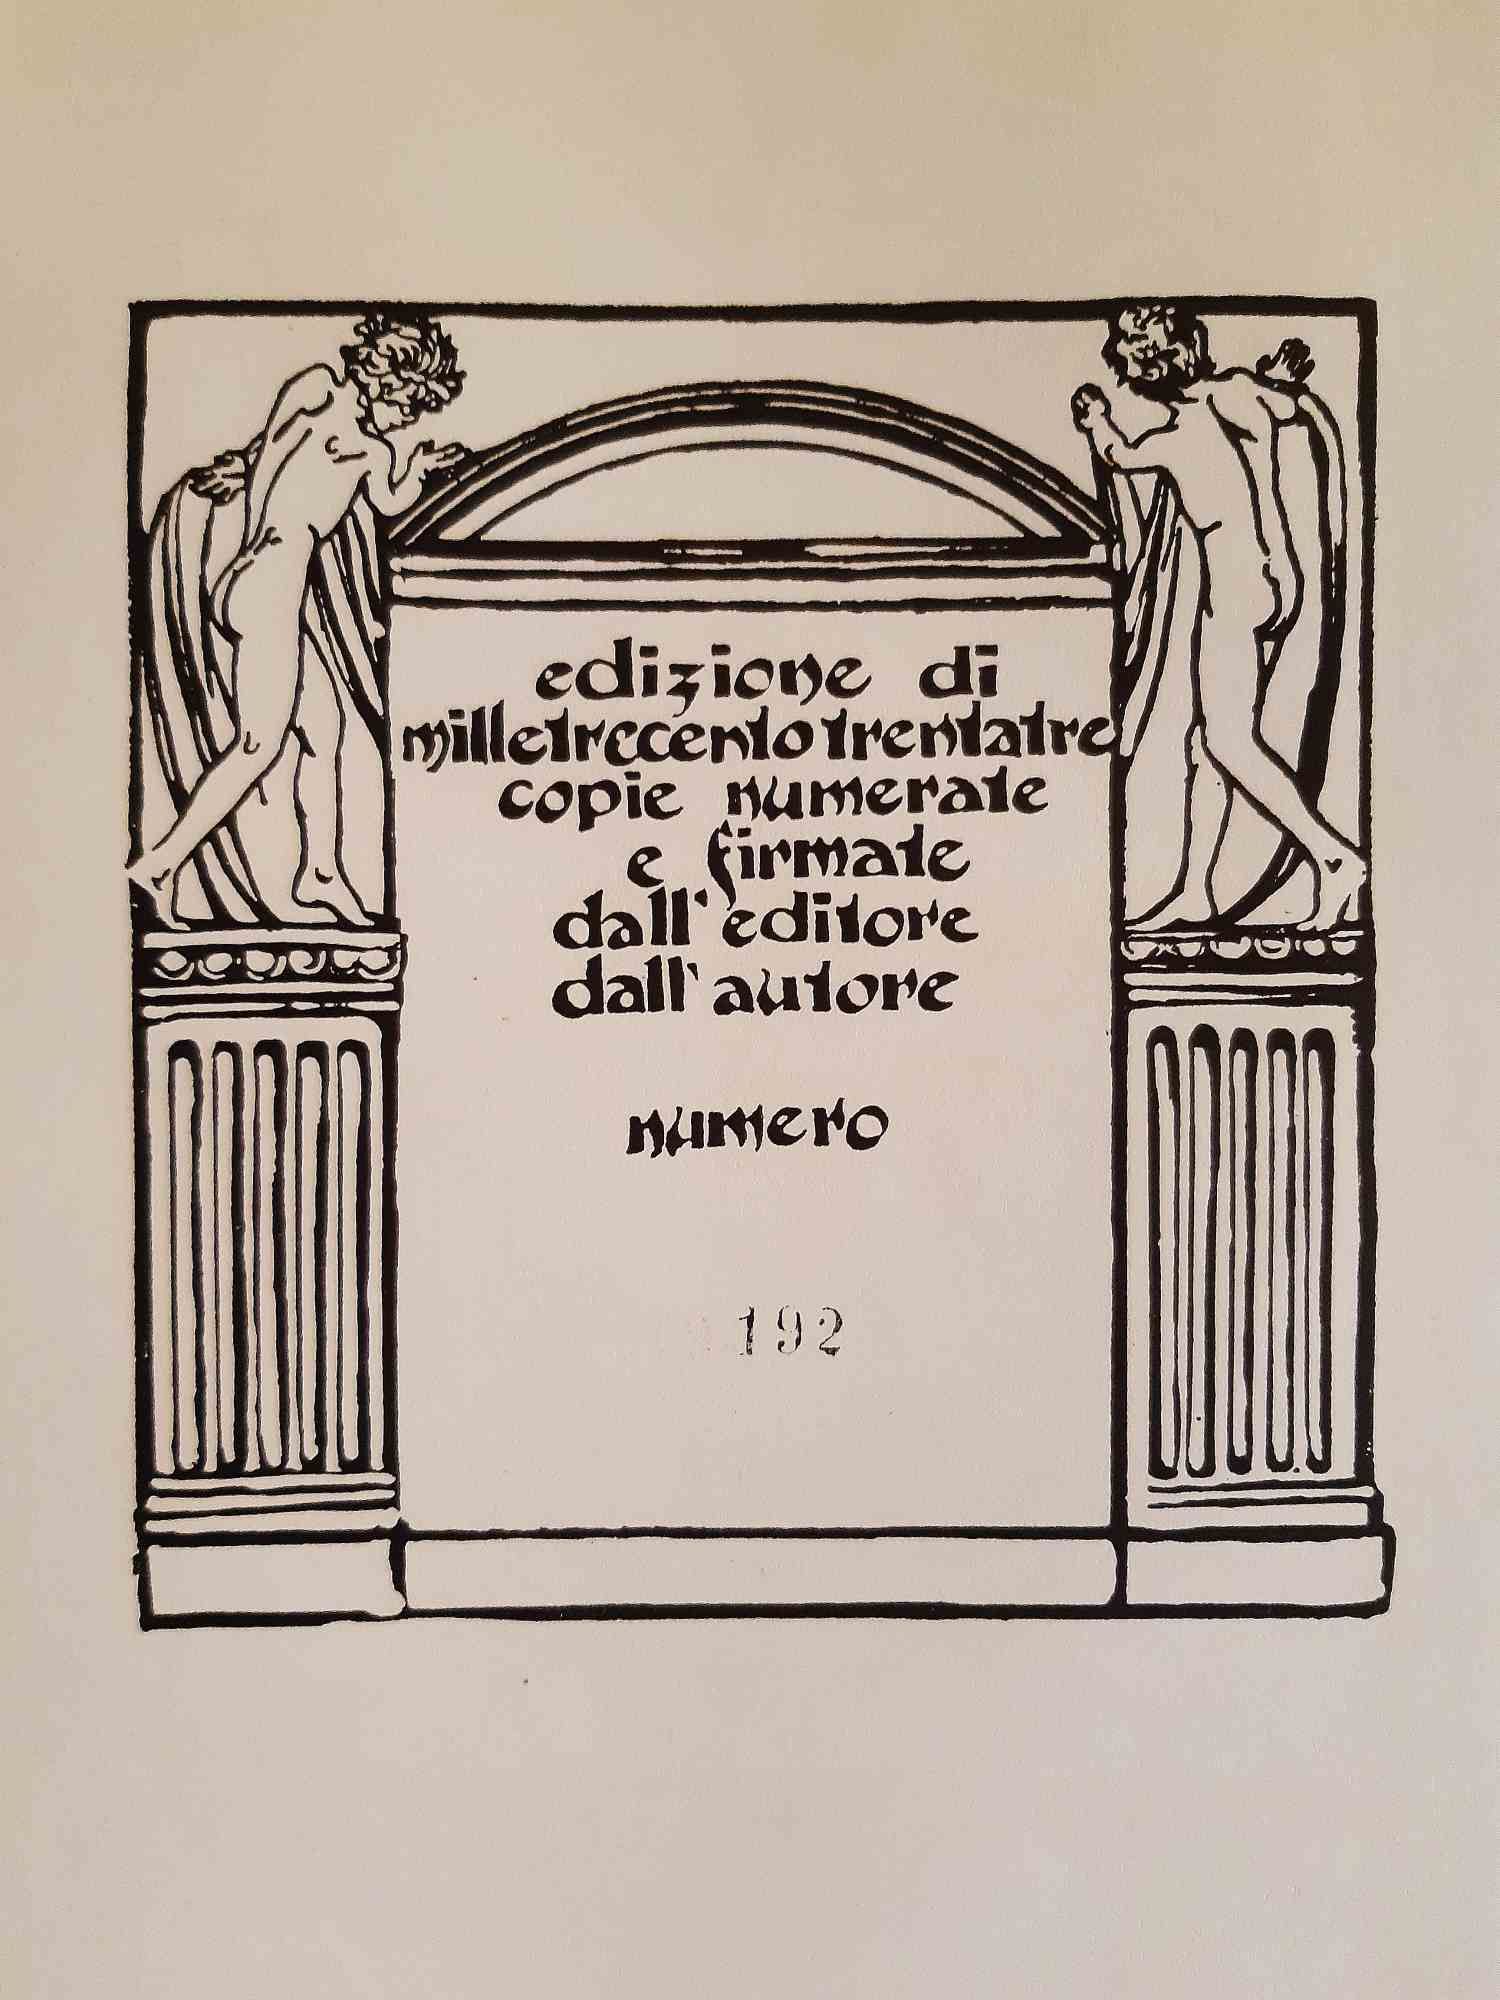 edizione di
milletrecentotrentatre
copie numerate
e firmate
dall'editore
dall'autore
numero
192